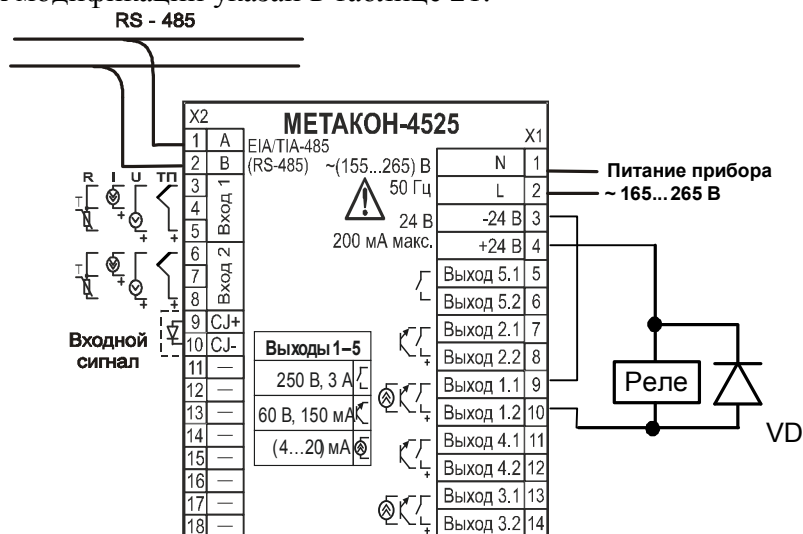 RS - 485
X2
МЕТАКОН-4525
X1
1 A
EIA/TIA-485
2 B
(RS-485)
~(155...265) В
50 Гц
N 1
L 2
Питание прибора
~ 165... 265 В
R I U ТП
3
4
5
Вход 1
24 В
200 мА макс.
-24 В 3
+24 В 4
T
6
7
8
Вход 2
T
Выход 5.1 5
Выход 5.2 6
Выход 2.1 7
Выход 2.2 8
Выход 1.1 9
Выход 1.2 10
Выход 4.1 11
Выход 4.2 12
Выход 3.1 13
Выход 3.2 14
9 CJ+
10 CJ-
Входной
сигнал
11 —
12 —
13 —
14 —
15 —
16 —
17 —
18 —
Выходы 1–5
250 В, 3 А
60 В, 150 мА
(4...20) мА
Реле
VD